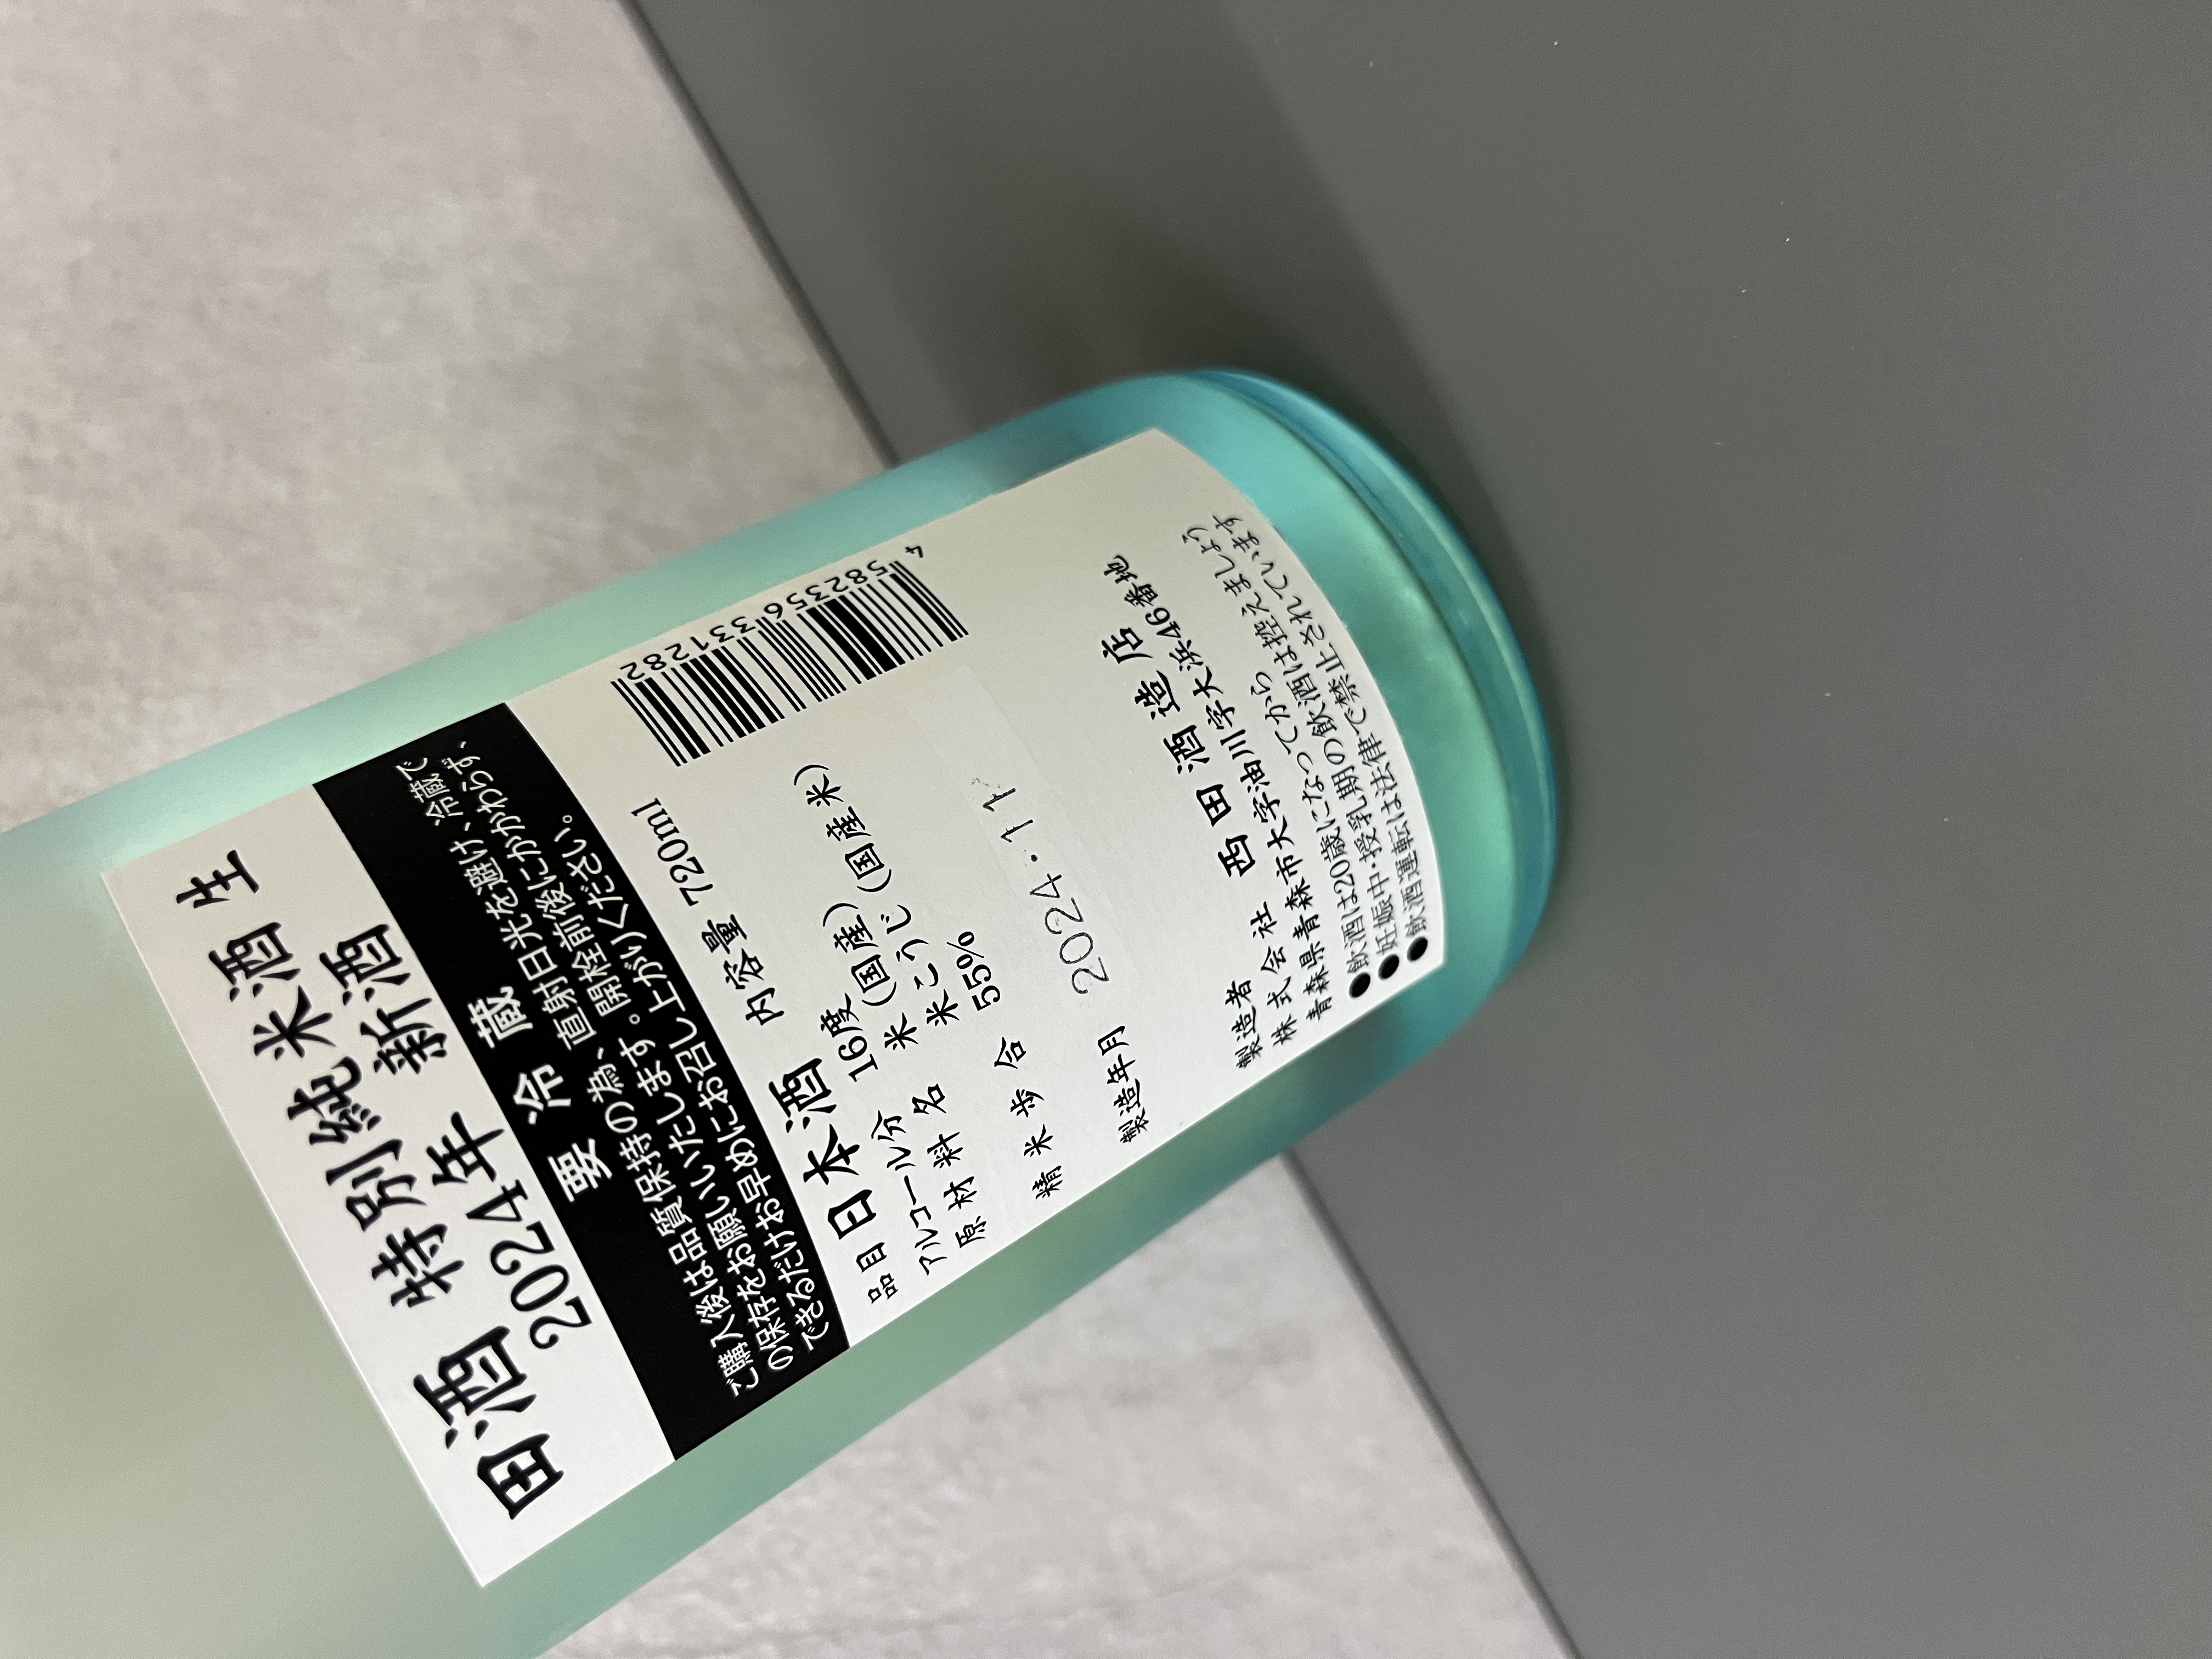 田酒 特別純米酒 生
2024年 新酒
要冷蔵
ご購入後は品質保持の為、直射日光を避け、冷蔵で
の保存をお願いいたします。開栓前後にかかわらず、
できるだけお早めにお召し上がりください。
品目 日本酒 内容量 720ml
アルコール分 16度
原材料名 米(国産)
米こうじ(国産米)
精米歩合 55%
製造年月 2024.11
4 582356 331282
製造者
株式会社 西田酒造店
青森県青森市大字油川字大浜46番地
●飲酒は20歳になってから
●妊娠中・授乳期の飲酒は控えましょう
●飲酒運転は法律で禁止されています